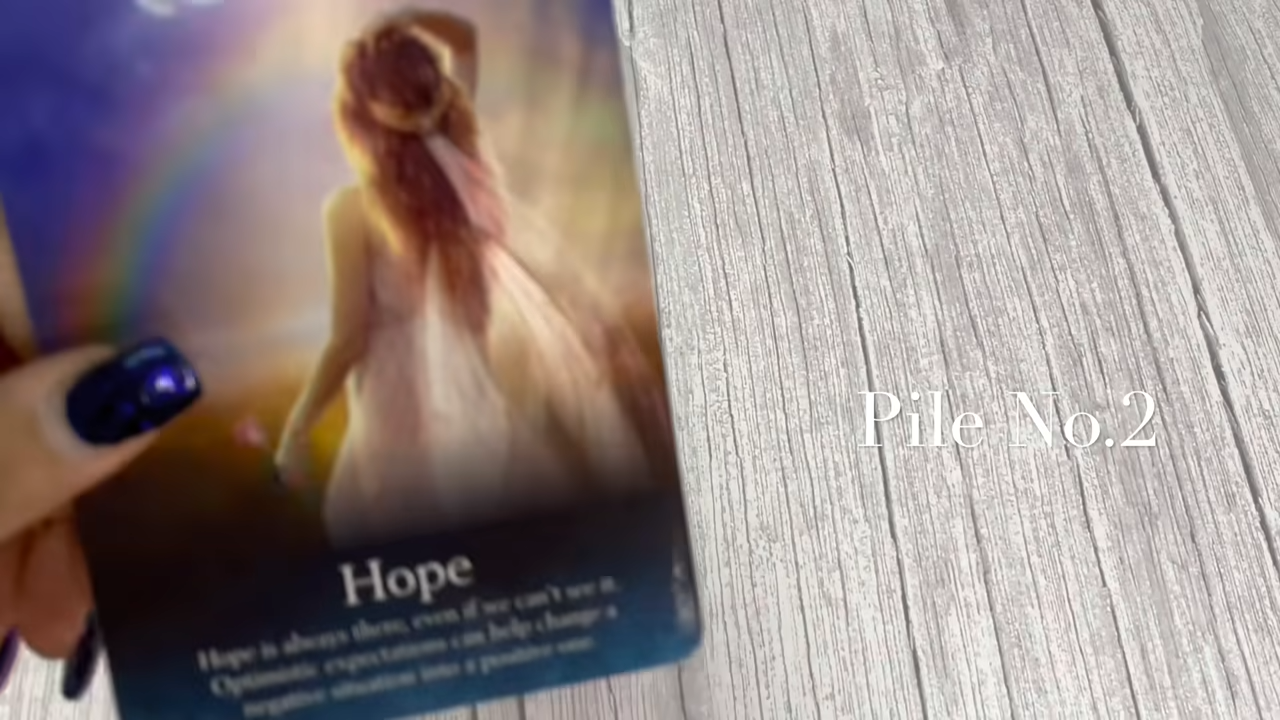 Hope
Hope is always there, even if we can't see it.
Optimistic expectations can help change a
negative situation into a positive one.
Pile No.2